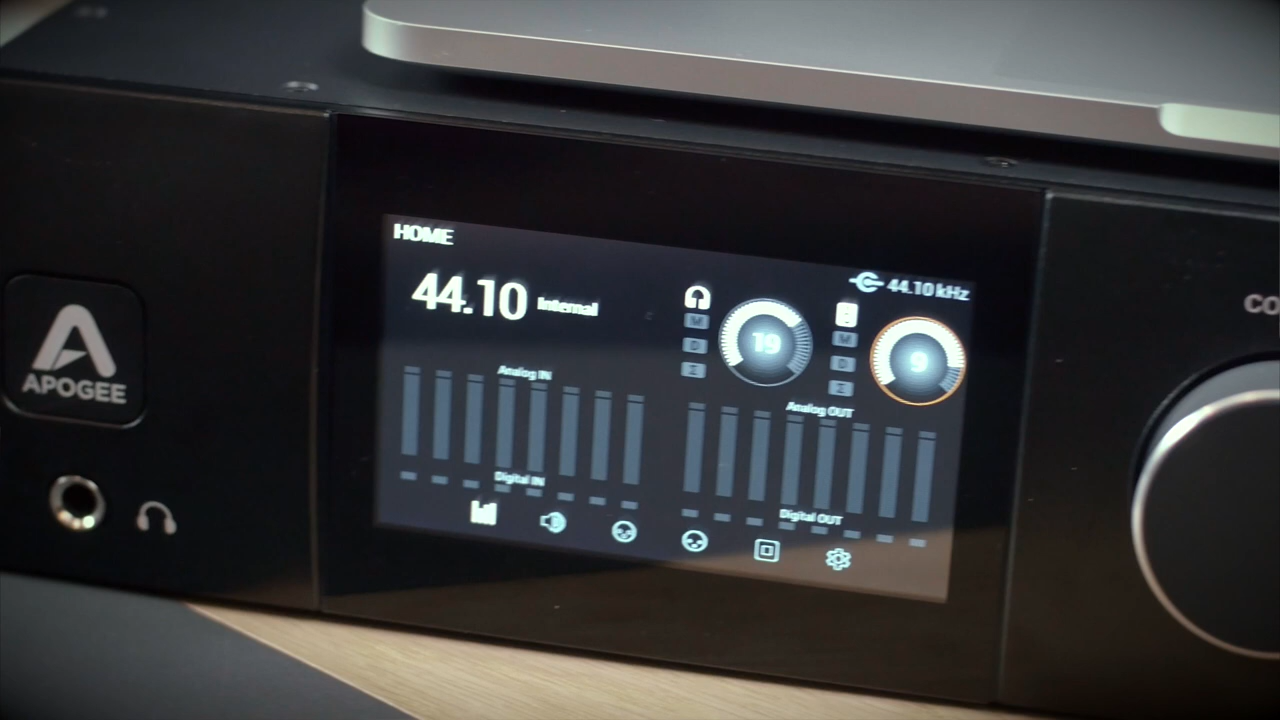 HOME
44.10 Internal
44.10 kHz
M
D
Σ
19
M
D
Σ
9
Analog IN
Analog OUT
Digital IN
Digital OUT
APOGEE
CO